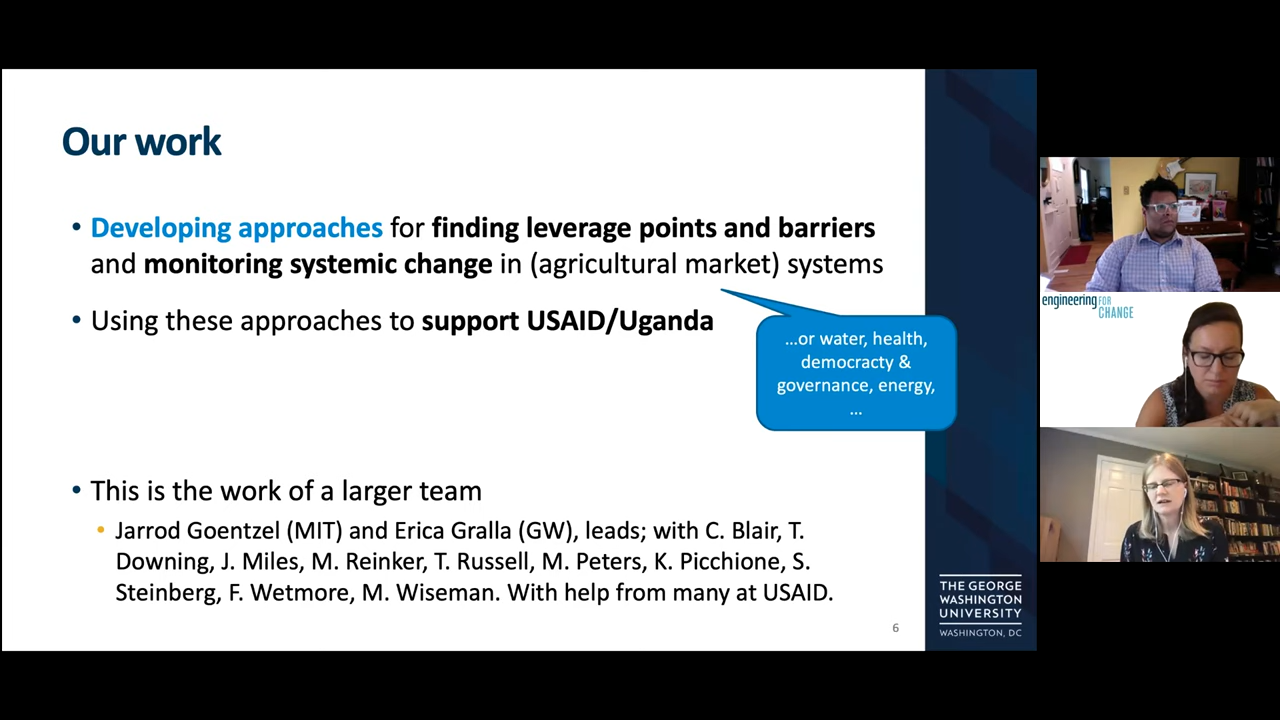 Our work
• Developing approaches for finding leverage points and barriers
and monitoring systemic change in (agricultural market) systems
• Using these approaches to support USAID/Uganda
…or water, health,
democracty &
governance, energy,
…
• This is the work of a larger team
• Jarrod Goentzel (MIT) and Erica Gralla (GW), leads; with C. Blair, T.
Downing, J. Miles, M. Reinker, T. Russell, M. Peters, K. Picchione, S.
Steinberg, F. Wetmore, M. Wiseman. With help from many at USAID.
6
THE GEORGE
WASHINGTON
UNIVERSITY
WASHINGTON, DC
engineering FOR
CHANGE